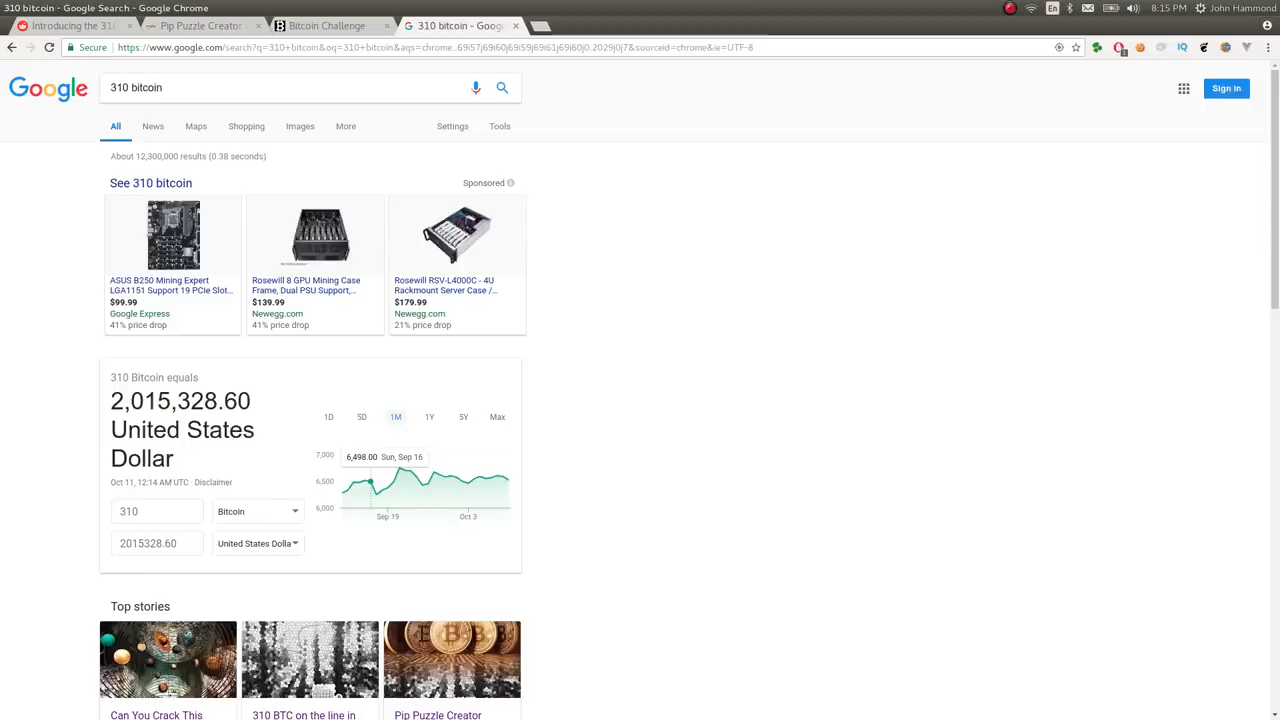 310 bitcoin - Google Search - Google Chrome
En
8:15 PM
John Hammond
Introducing the 310
Pip Puzzle Creator
Bitcoin Challenge
310 bitcoin - Goog
Secure
https://www.google.com/search?q=310+bitcoin&oq=310+bitcoin&aqs=chrome..69i57j69i60j69i59j69i61j69i60j0.2029j0j7&sourceid=chrome&ie=UTF-8
Google
310 bitcoin
Sign in
All
News
Maps
Shopping
Images
More
Settings
Tools
About 12,300,000 results (0.38 seconds)
See 310 bitcoin
Sponsored
ASUS B250 Mining Expert
LGA1151 Support 19 PCIe Slot...
$99.99
Google Express
41% price drop
Rosewill 8 GPU Mining Case
Frame, Dual PSU Support,...
$139.99
Newegg.com
41% price drop
Rosewill RSV-L4000C - 4U
Rackmount Server Case /...
$179.99
Newegg.com
21% price drop
310 Bitcoin equals
2,015,328.60
United States
Dollar
Oct 11, 12:14 AM UTC · Disclaimer
310
Bitcoin
2015328.60
United States Dolla
1D
5D
1M
1Y
5Y
Max
7,000
6,498.00 Sun, Sep 16
6,500
6,000
Sep 19
Oct 3
Top stories
Can You Crack This
310 BTC on the line in
Pip Puzzle Creator